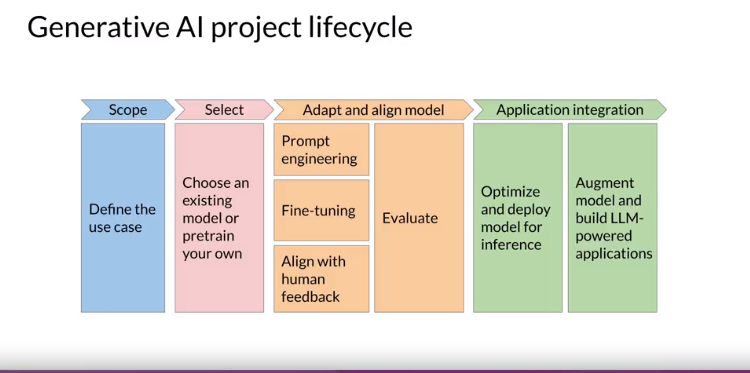 Generative AI project lifecycle
Scope
Select
Adapt and align model
Application integration
Define the
use case
Choose an
existing
model or
pretrain
your own
Prompt
engineering
Fine-tuning
Align with
human
feedback
Evaluate
Optimize
and deploy
model for
inference
Augment
model and
build LLM-
powered
applications